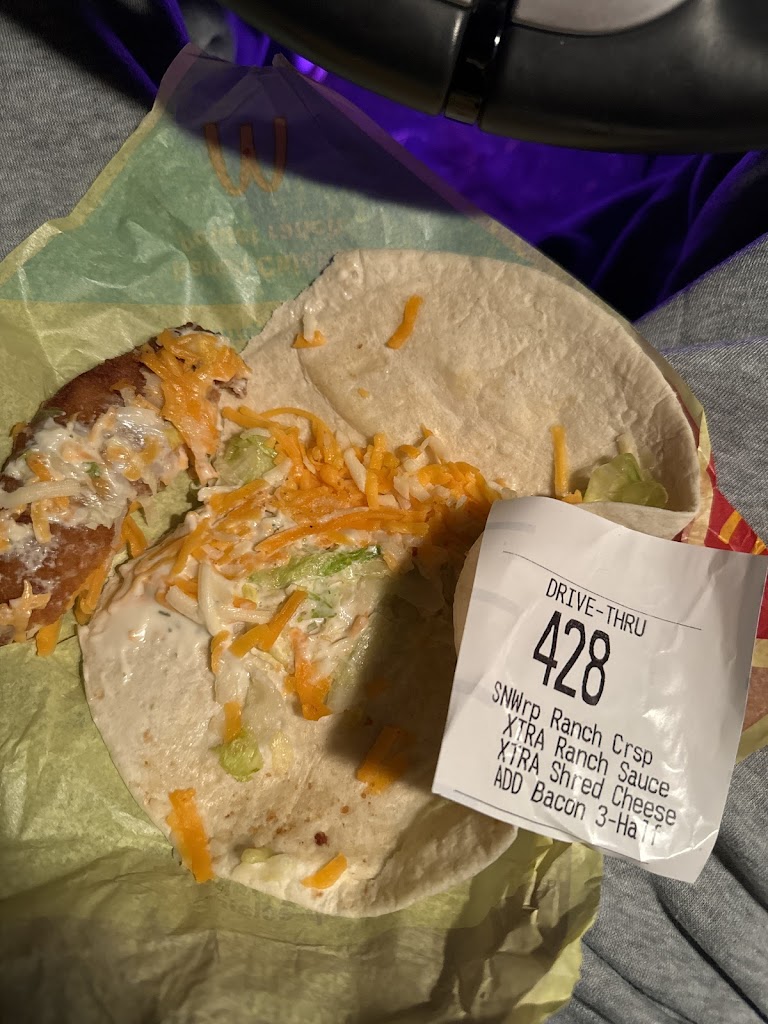 DRIVE-THRU
428
SNWrp Ranch Crsp
XTRA Ranch Sauce
XTRA Shred Cheese
ADD Bacon 3-Half